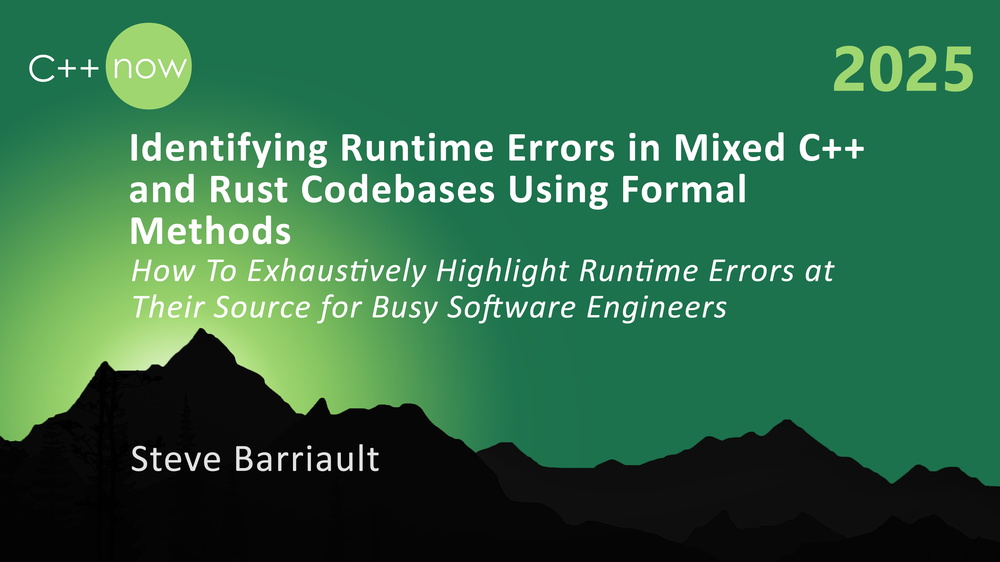 C++ now
2025
Identifying Runtime Errors in Mixed C++
and Rust Codebases Using Formal
Methods
How To Exhaustively Highlight Runtime Errors at
Their Source for Busy Software Engineers
Steve Barriault